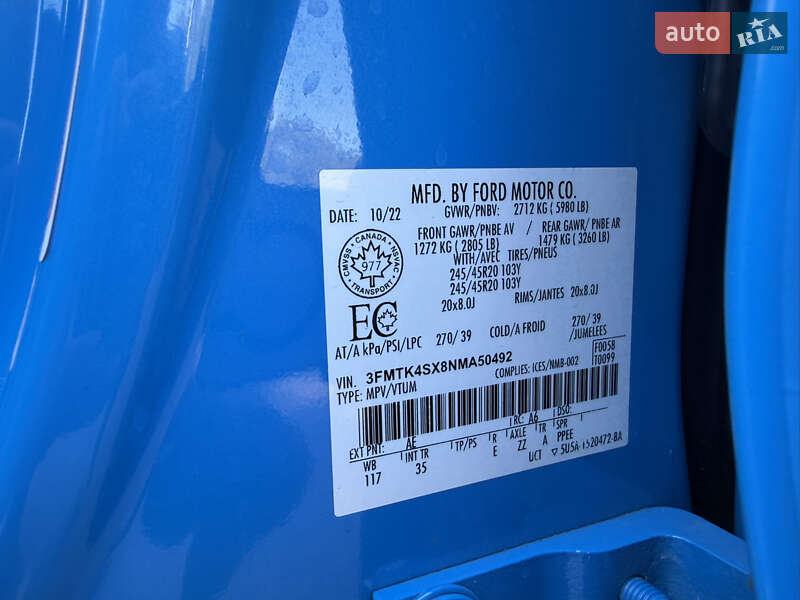 auto RIA.com
MFD. BY FORD MOTOR CO.
DATE: 10/22 GVWR/PNBV: 2712 KG ( 5980 LB)
FRONT GAWR/PNBE AV / REAR GAWR/ PNBE AR
1272 KG ( 2805 LB) 1479 KG ( 3260 LB)
WITH/AVEC TIRES/PNEUS
245/45R20 103Y
245/45R20 103Y
20x8.0J RIMS/JANTES 20x8.0J
CANADA
CMVSS NSVAC
977
TRANSPORT
EC
AT/A kPa/PSI/LPC 270/ 39 COLD/A FROID 270/ 39
/JUMELEES
VIN. 3FMTK4SX8NMA50492 COMPLIES: ICES/NMB-002 F0058
TYPE: MPV/VTUM T0099
RC: A6 DSO:
EXT PNT: AE
WB INT TR TP/PS R AXLE TR SPR
117 35 E ZZ A PPEE
UCT ▽ 5U5A-1520472-BA